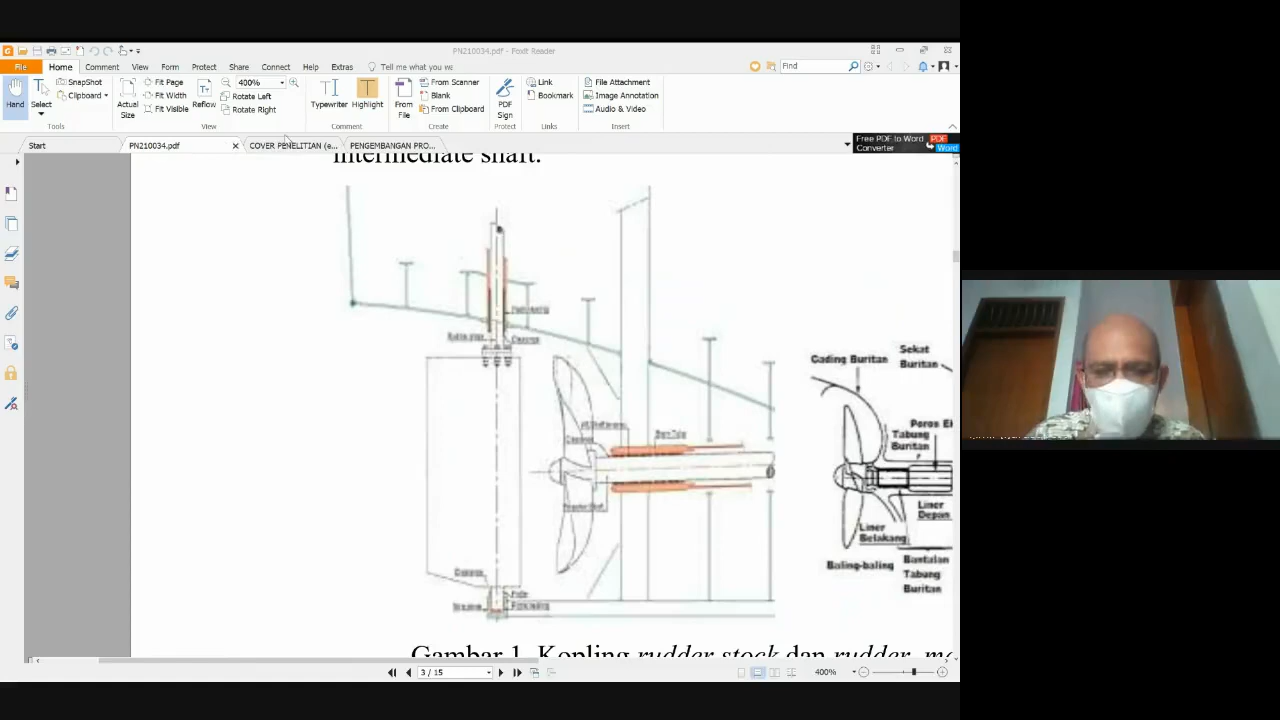 PN210034.pdf - Foxit Reader
File Home Comment View Form Protect Share Connect Help Extras Tell me what you w
Find
SnapShot
Clipboard
Hand
Select
Tools
Actual Size
Fit Page
Fit Width
Fit Visible
Reflow
400%
Rotate Left
Rotate Right
View
Typewriter
Highlight
Comment
From File
From Scanner
Blank
From Clipboard
Create
PDF Sign
Protect
Link
Bookmark
Links
File Attachment
Image Annotation
Audio & Video
Insert
Start
PN210034.pdf
COVER PENELITIAN (e...
PENGEMBANGAN PRO...
Free PDF to Word
Converter
PDF
Word
intermediate shaft.
Gading Buritan
Sekat
Buritan
Poros
Tabung
Buritan
Liner
Depan
Liner
Belakang
Baling-baling
Bantalan
Tabung
Buritan
Gambar 1. Kopling rudder stock dan rudder,
3 / 15
400%